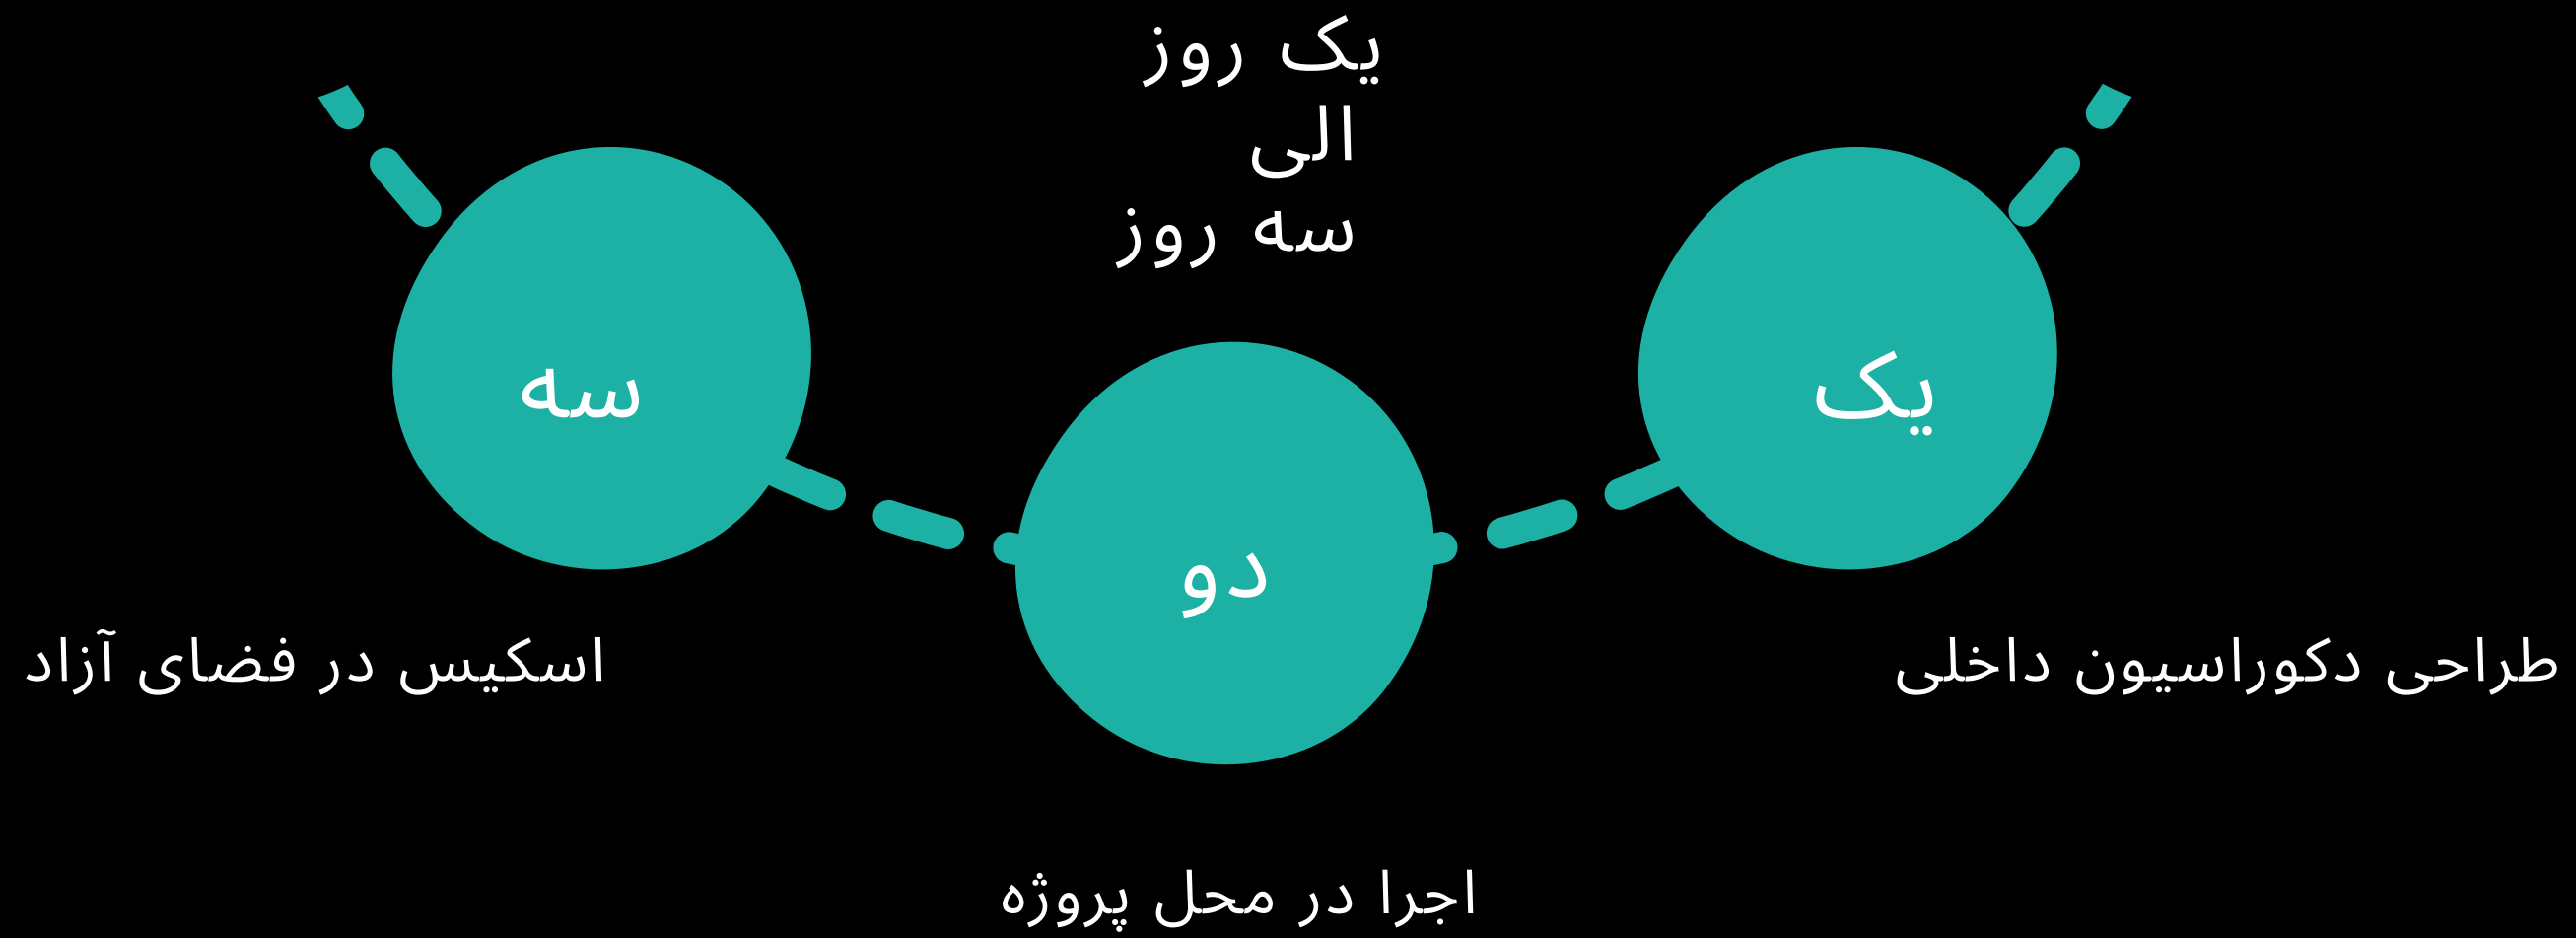 یک روز
الی
سه روز
یک
دو
سه
طراحی دکوراسیون داخلی
اسکیس در فضای آزاد
اجرا در محل پروژه